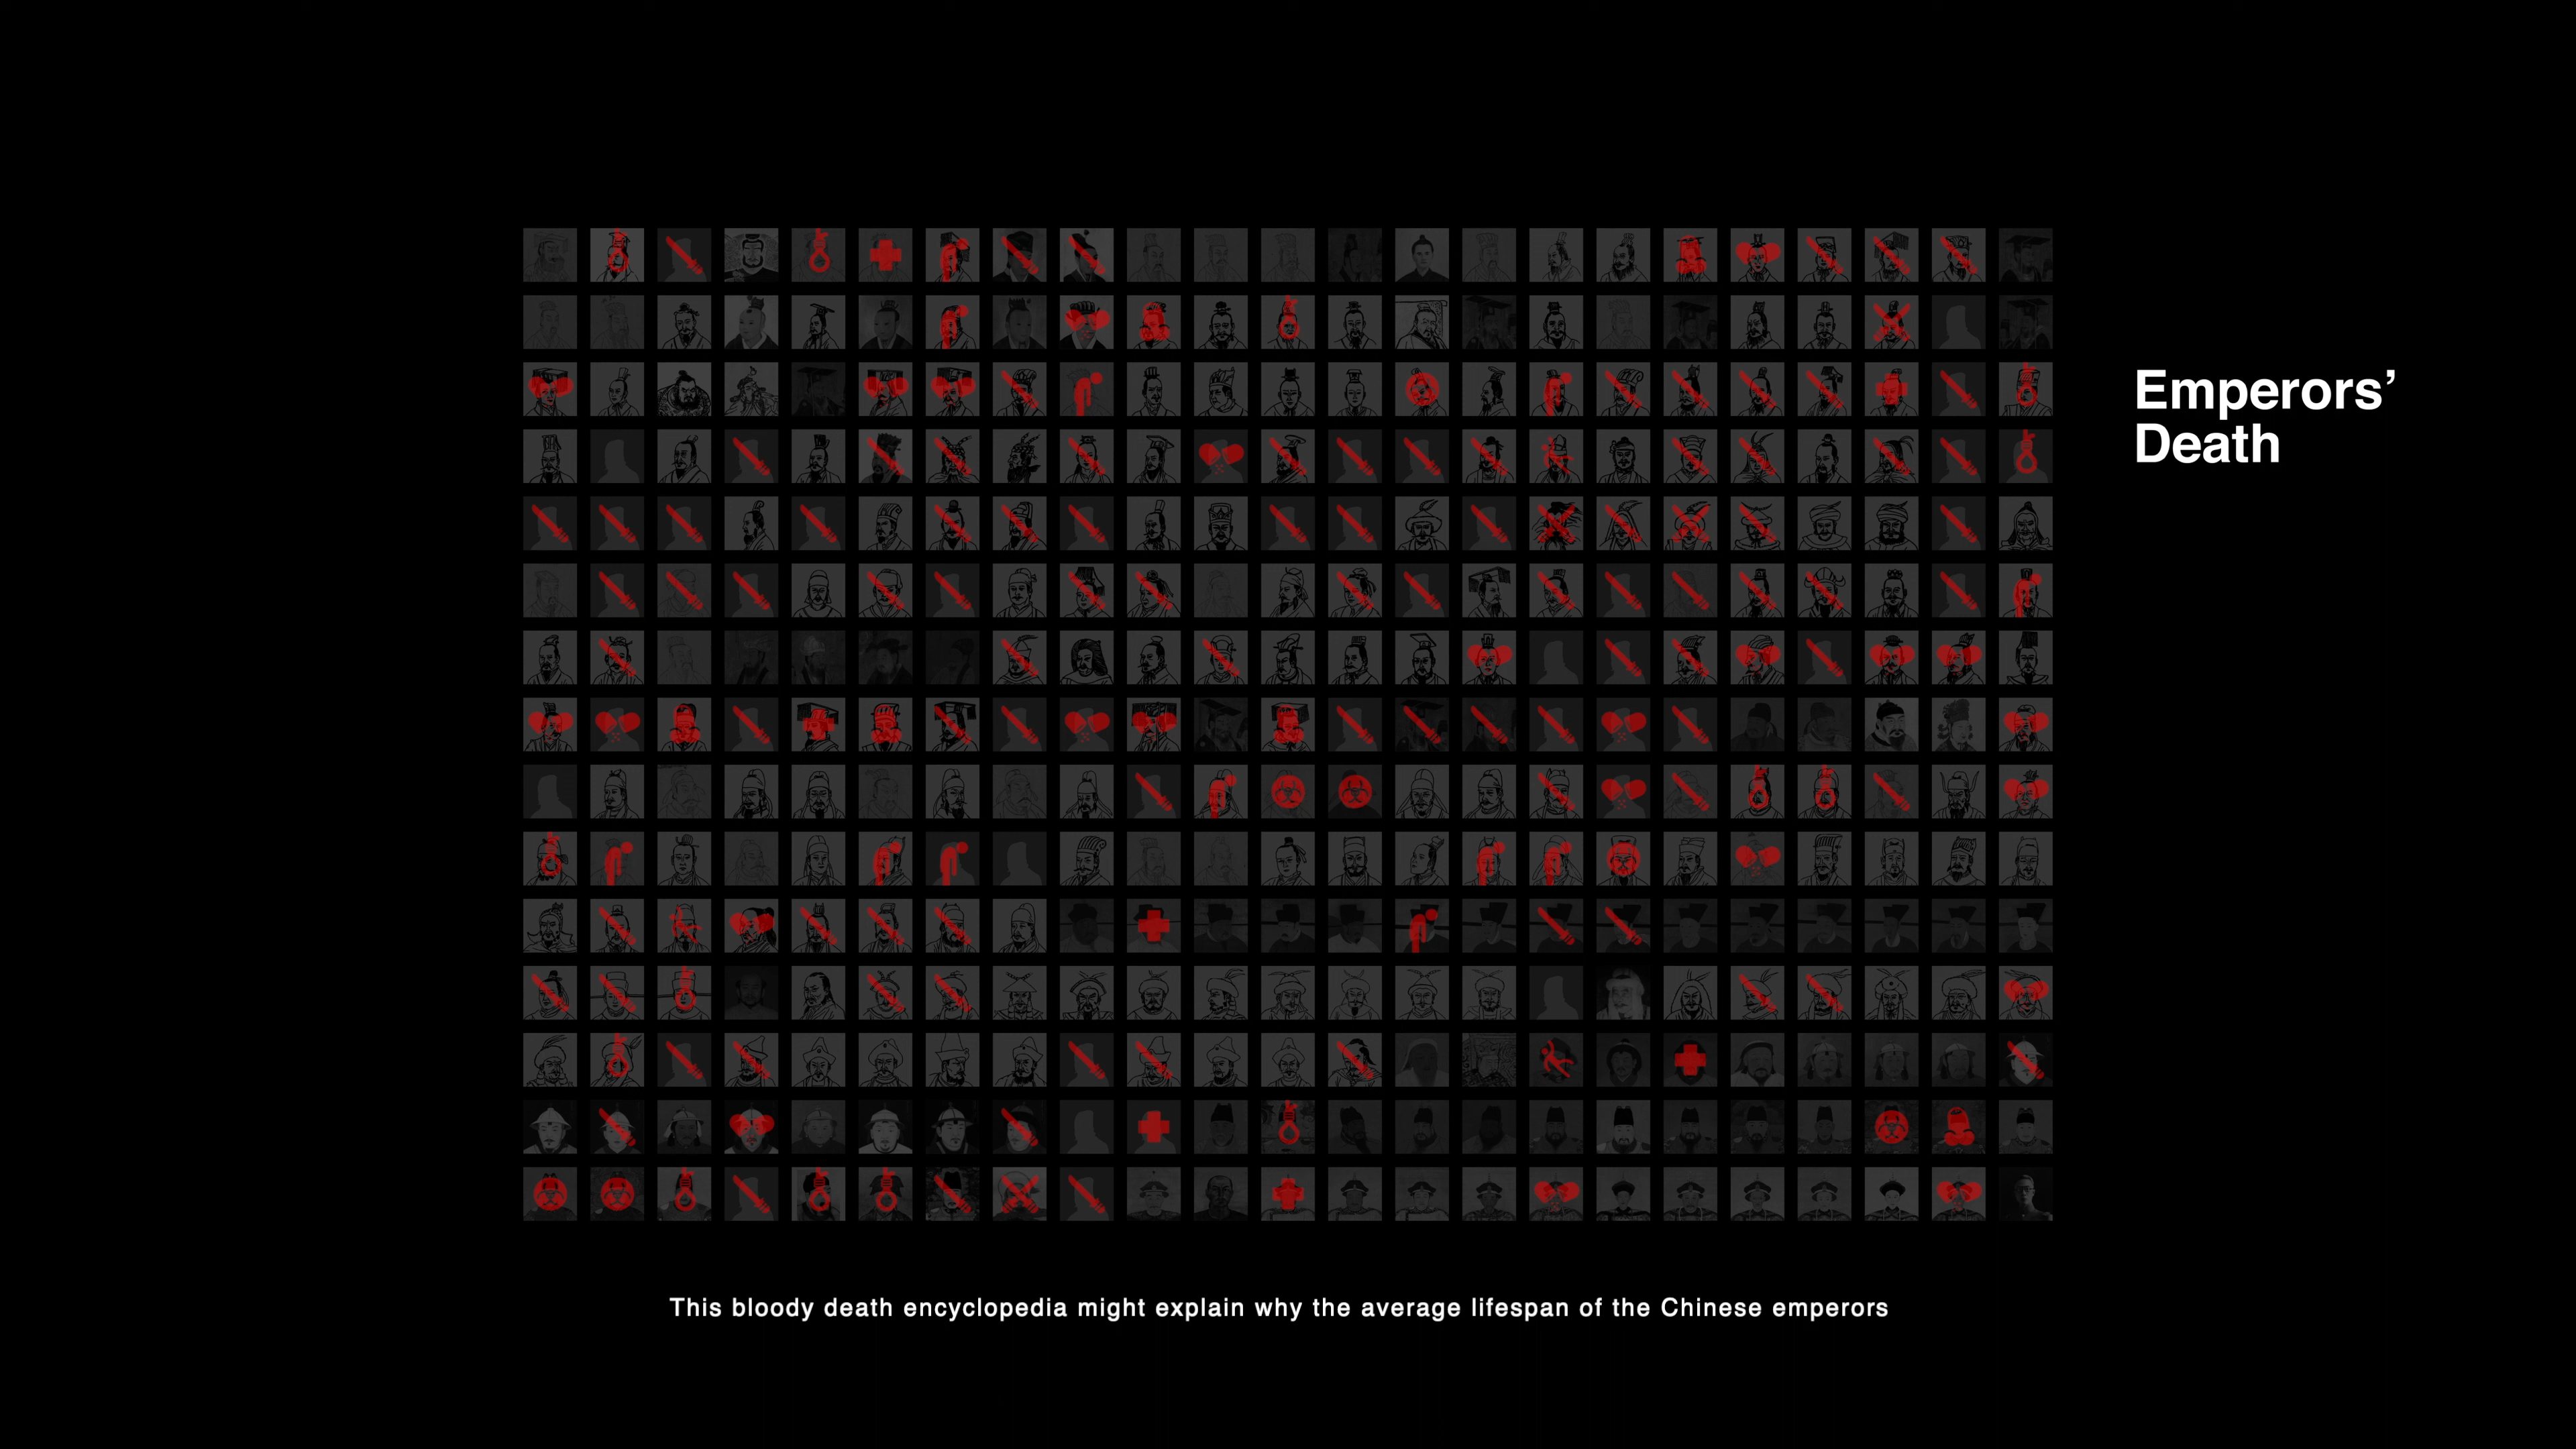 Emperors’
Death
This bloody death encyclopedia might explain why the average lifespan of the Chinese emperors